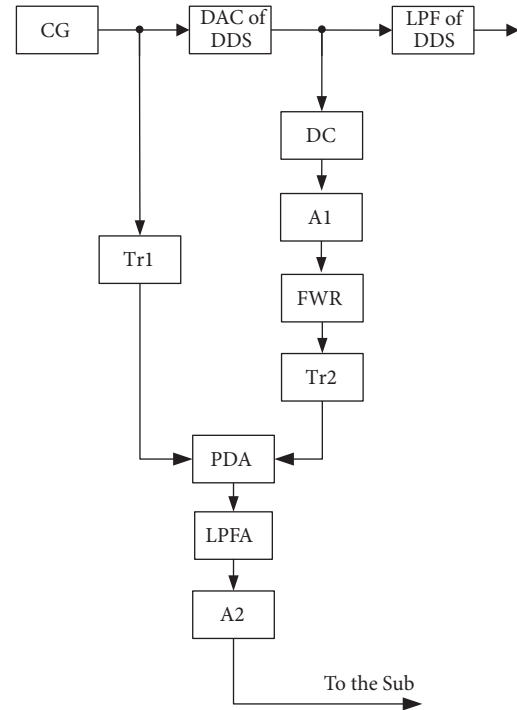 CG
DAC of
DDS
LPF of
DDS
DC
A1
Tr1
FWR
Tr2
PDA
LPFA
A2
To the Sub